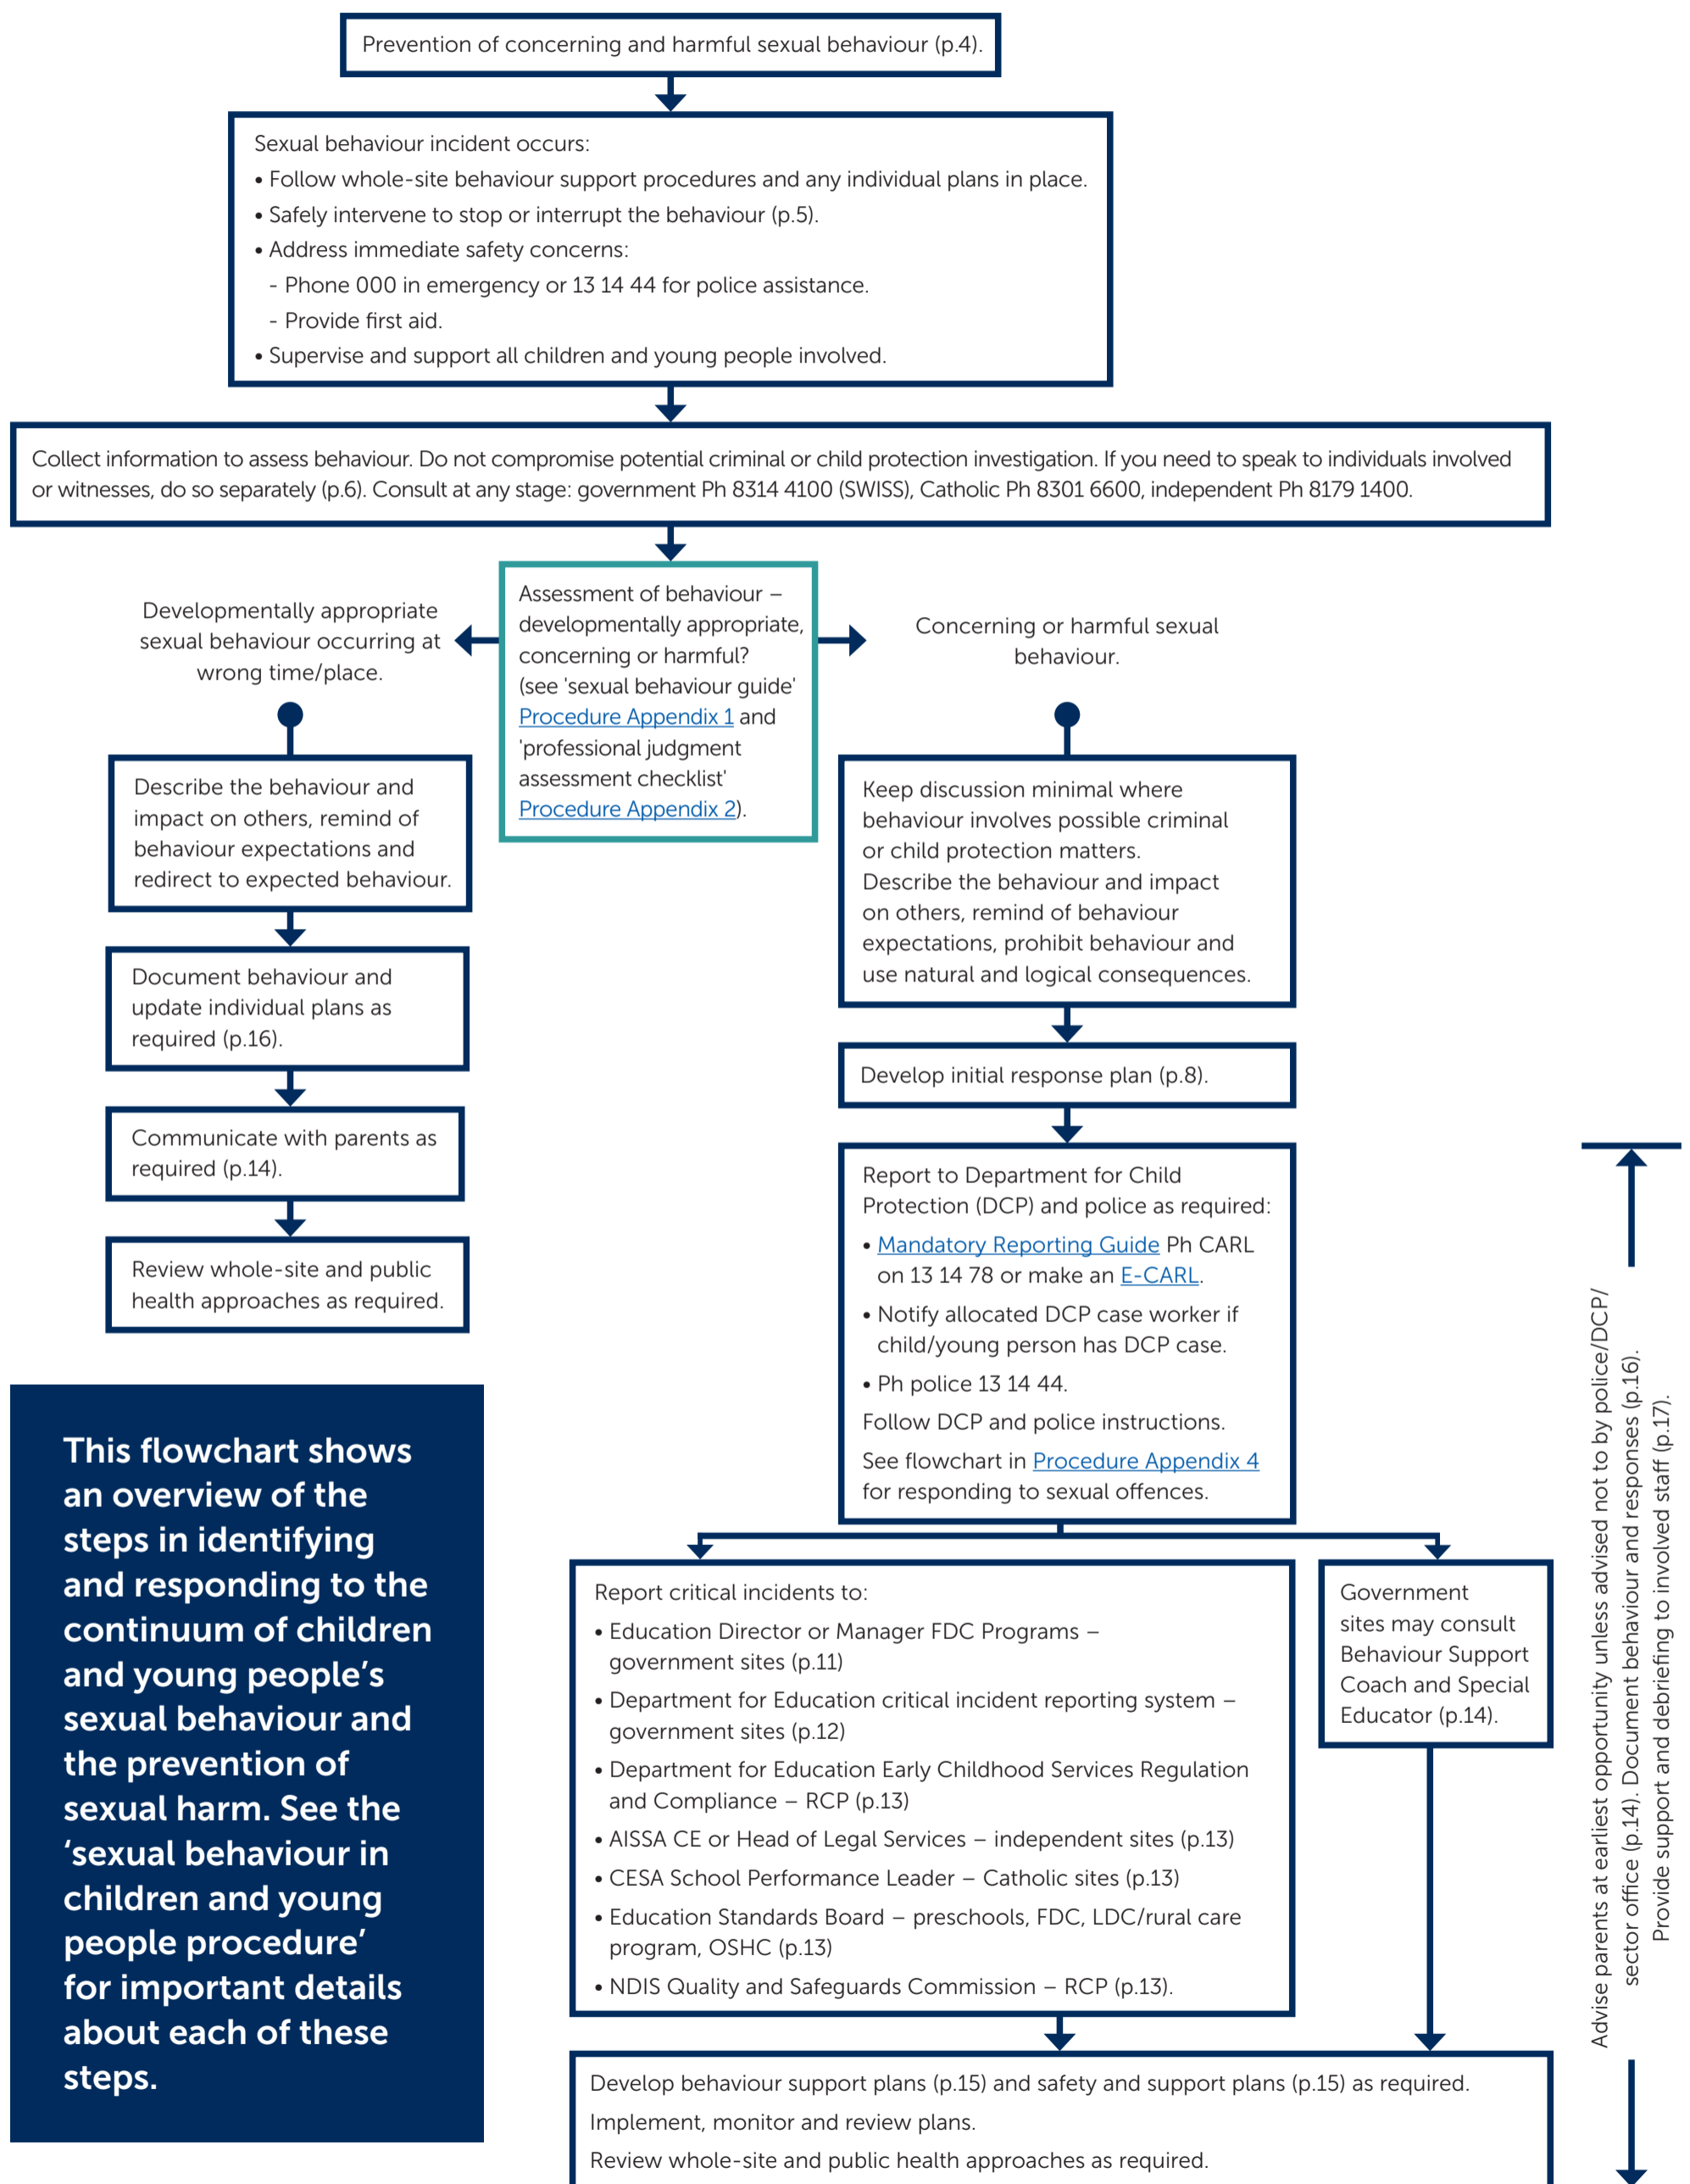 Prevention of concerning and harmful sexual behaviour (p.4).
Sexual behaviour incident occurs:
• Follow whole-site behaviour support procedures and any individual plans in place.
• Safely intervene to stop or interrupt the behaviour (p.5).
• Address immediate safety concerns:
- Phone 000 in emergency or 13 14 44 for police assistance.
- Provide first aid.
• Supervise and support all children and young people involved.
Collect information to assess behaviour. Do not compromise potential criminal or child protection investigation. If you need to speak to individuals involved
or witnesses, do so separately (p.6). Consult at any stage: government Ph 8314 4100 (SWISS), Catholic Ph 8301 6600, independent Ph 8179 1400.
Assessment of behaviour –
developmentally appropriate,
concerning or harmful?
(see 'sexual behaviour guide'
Procedure Appendix 1 and
'professional judgment
assessment checklist'
Procedure Appendix 2).
Developmentally appropriate
sexual behaviour occurring at
wrong time/place.
Describe the behaviour and
impact on others, remind of
behaviour expectations and
redirect to expected behaviour.
Document behaviour and
update individual plans as
required (p.16).
Communicate with parents as
required (p.14).
Review whole-site and public
health approaches as required.
Concerning or harmful sexual
behaviour.
Keep discussion minimal where
behaviour involves possible criminal
or child protection matters.
Describe the behaviour and impact
on others, remind of behaviour
expectations, prohibit behaviour and
use natural and logical consequences.
Develop initial response plan (p.8).
Report to Department for Child
Protection (DCP) and police as required:
• Mandatory Reporting Guide Ph CARL
on 13 14 78 or make an E-CARL.
• Notify allocated DCP case worker if
child/young person has DCP case.
• Ph police 13 14 44.
Follow DCP and police instructions.
See flowchart in Procedure Appendix 4
for responding to sexual offences.
Report critical incidents to:
• Education Director or Manager FDC Programs –
government sites (p.11)
• Department for Education critical incident reporting system –
government sites (p.12)
• Department for Education Early Childhood Services Regulation
and Compliance – RCP (p.13)
• AISSA CE or Head of Legal Services – independent sites (p.13)
• CESA School Performance Leader – Catholic sites (p.13)
• Education Standards Board – preschools, FDC, LDC/rural care
program, OSHC (p.13)
• NDIS Quality and Safeguards Commission – RCP (p.13).
Government
sites may consult
Behaviour Support
Coach and Special
Educator (p.14).
Develop behaviour support plans (p.15) and safety and support plans (p.15) as required.
Implement, monitor and review plans.
Review whole-site and public health approaches as required.
Advise parents at earliest opportunity unless advised not to by police/DCP/
sector office (p.14). Document behaviour and responses (p.16).
Provide support and debriefing to involved staff (p.17).
This flowchart shows
an overview of the
steps in identifying
and responding to the
continuum of children
and young people’s
sexual behaviour and
the prevention of
sexual harm. See the
‘sexual behaviour in
children and young
people procedure’
for important details
about each of these
steps.